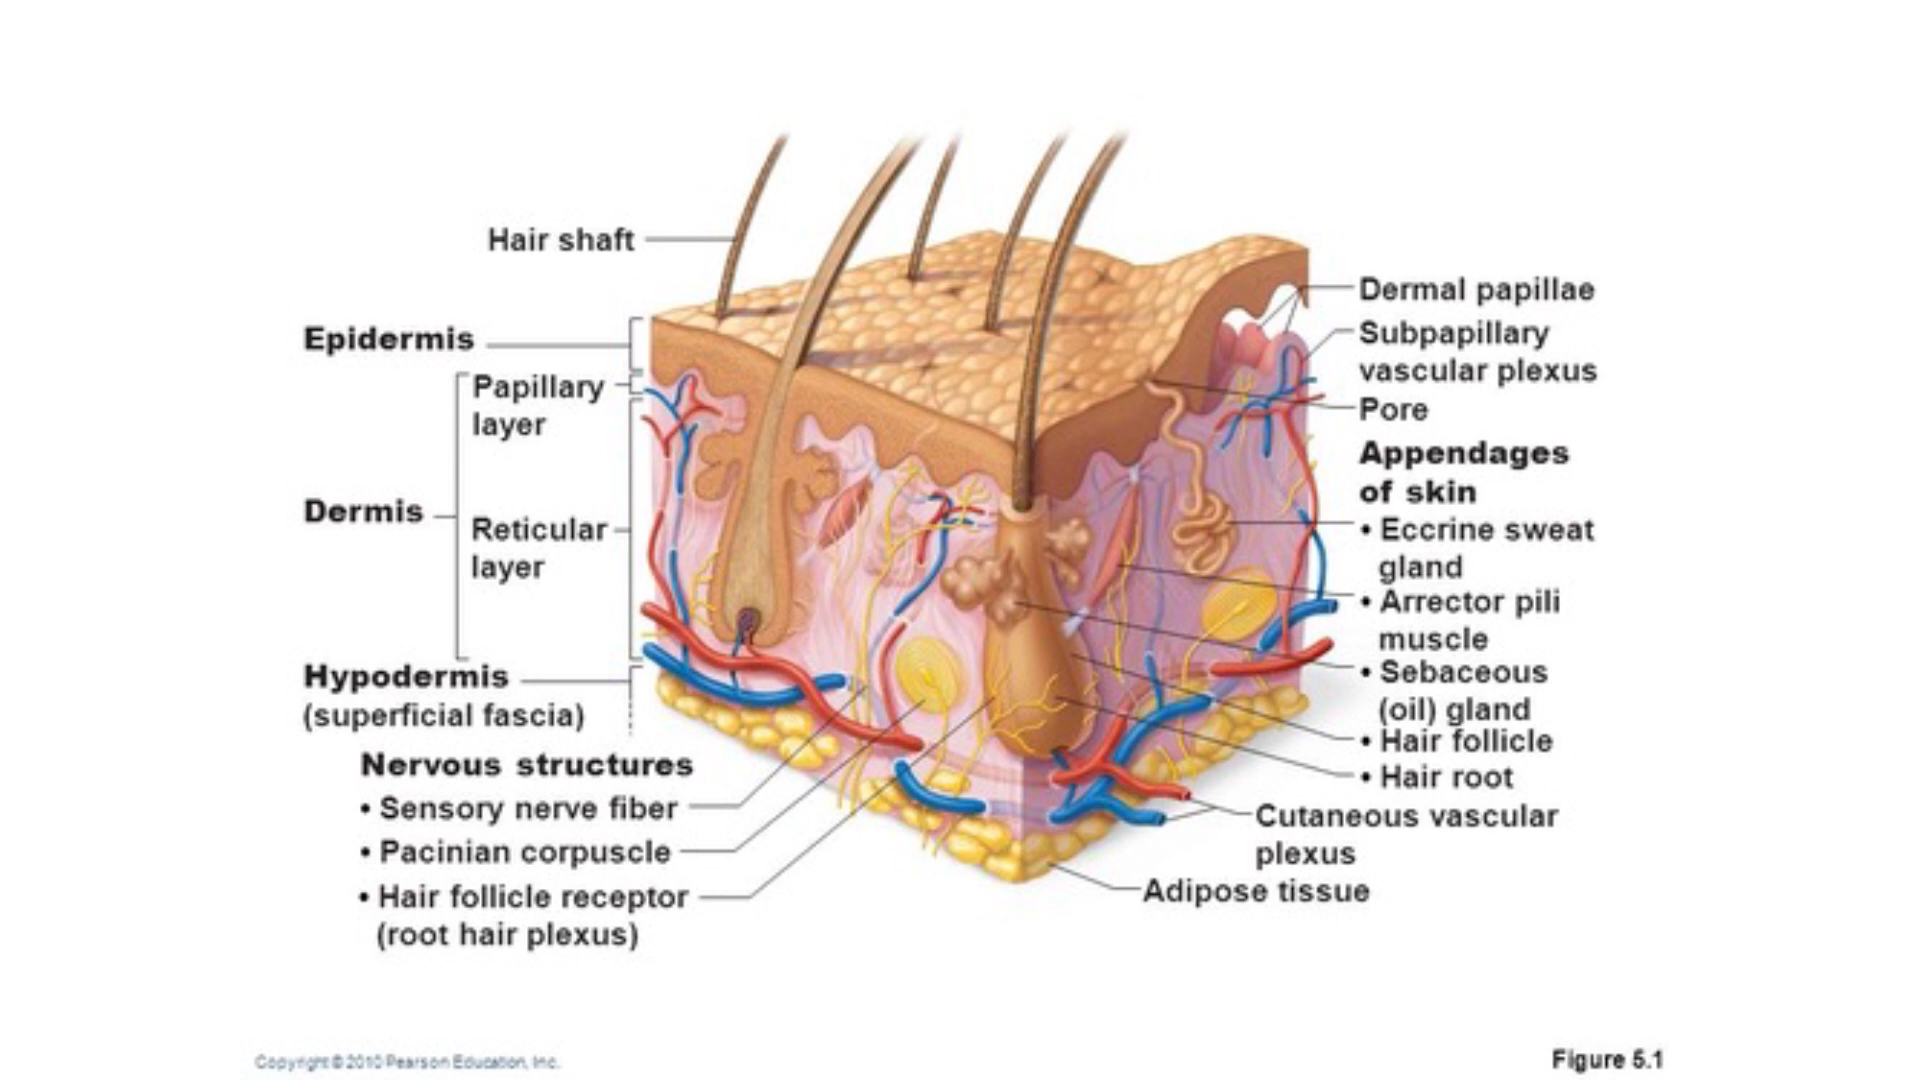 Hair shaft
Epidermis
Papillary
layer
Dermis
Reticular
layer
Hypodermis
(superficial fascia)
Nervous structures
• Sensory nerve fiber
• Pacinian corpuscle
• Hair follicle receptor
(root hair plexus)
Dermal papillae
Subpapillary
vascular plexus
Pore
Appendages
of skin
• Eccrine sweat
gland
• Arrector pili
muscle
• Sebaceous
(oil) gland
• Hair follicle
• Hair root
Cutaneous vascular
plexus
Adipose tissue
Copyright © 2010 Pearson Education, Inc.
Figure 5.1